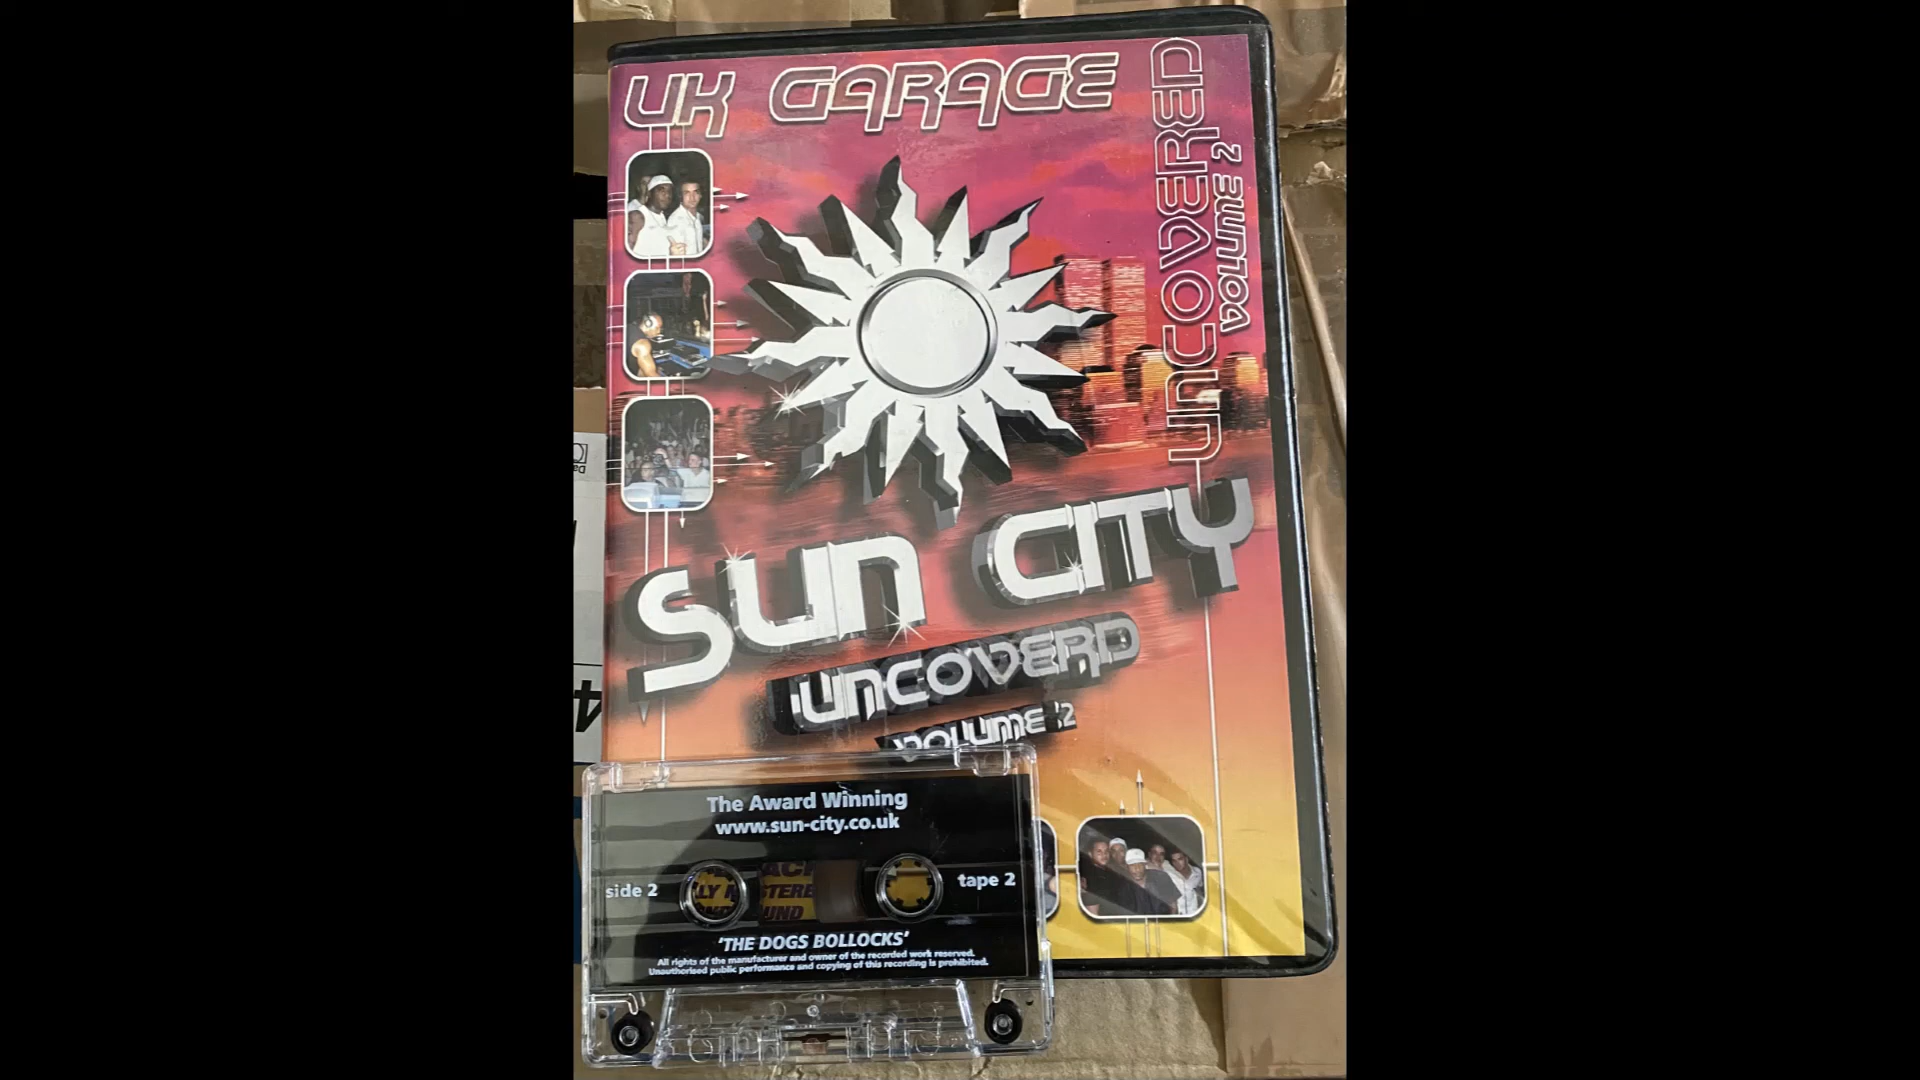 UK GARAGE
UNCOVERED
VOLUME 2
SUN CITY
UNCOVERD
VOLUME 2
The Award Winning
www.sun-city.co.uk
side 2
tape 2
'THE DOGS BOLLOCKS'
All rights of the manufacturer and owner of the recorded work reserved.
Unauthorised public performance and copying of this recording is prohibited.
4